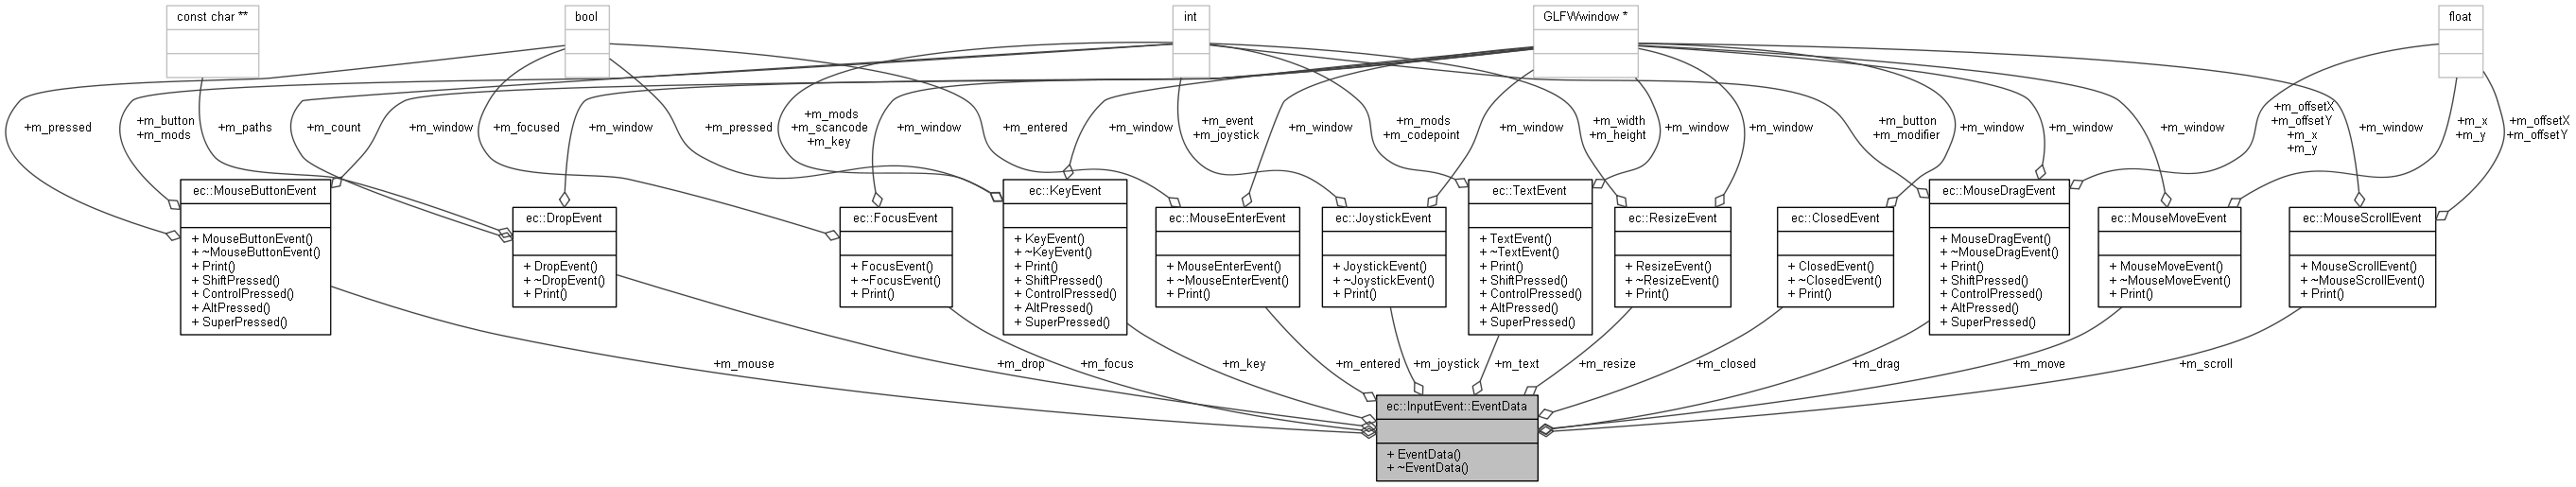 const char **
bool
int
GLFWwindow *
float
+m_pressed
+m_button
+m_mods
+m_paths
+m_count
+m_window
+m_focused
+m_window
+m_pressed
+m_mods
+m_scancode
+m_key
+m_window
+m_entered
+m_window
+m_event
+m_joystick
+m_window
+m_mods
+m_codepoint
+m_width
+m_height
+m_window
+m_window
+m_button
+m_modifier
+m_window
+m_window
+m_offsetX
+m_offsetY
+m_x
+m_y
+m_window
+m_x
+m_y
+m_window
+m_offsetX
+m_offsetY
ec::MouseButtonEvent
+ MouseButtonEvent()
+ ~MouseButtonEvent()
+ Print()
+ ShiftPressed()
+ ControlPressed()
+ AltPressed()
+ SuperPressed()
ec::DropEvent
+ DropEvent()
+ ~DropEvent()
+ Print()
ec::FocusEvent
+ FocusEvent()
+ ~FocusEvent()
+ Print()
ec::KeyEvent
+ KeyEvent()
+ ~KeyEvent()
+ Print()
+ ShiftPressed()
+ ControlPressed()
+ AltPressed()
+ SuperPressed()
ec::MouseEnterEvent
+ MouseEnterEvent()
+ ~MouseEnterEvent()
+ Print()
ec::JoystickEvent
+ JoystickEvent()
+ ~JoystickEvent()
+ Print()
ec::TextEvent
+ TextEvent()
+ ~TextEvent()
+ Print()
+ ShiftPressed()
+ ControlPressed()
+ AltPressed()
+ SuperPressed()
ec::ResizeEvent
+ ResizeEvent()
+ ~ResizeEvent()
+ Print()
ec::ClosedEvent
+ ClosedEvent()
+ ~ClosedEvent()
+ Print()
ec::MouseDragEvent
+ MouseDragEvent()
+ ~MouseDragEvent()
+ Print()
+ ShiftPressed()
+ ControlPressed()
+ AltPressed()
+ SuperPressed()
ec::MouseMoveEvent
+ MouseMoveEvent()
+ ~MouseMoveEvent()
+ Print()
ec::MouseScrollEvent
+ MouseScrollEvent()
+ ~MouseScrollEvent()
+ Print()
+m_mouse
+m_drop
+m_focus
+m_key
+m_entered
+m_joystick
+m_text
+m_resize
+m_closed
+m_drag
+m_move
+m_scroll
ec::InputEvent::EventData
+ EventData()
+ ~EventData()